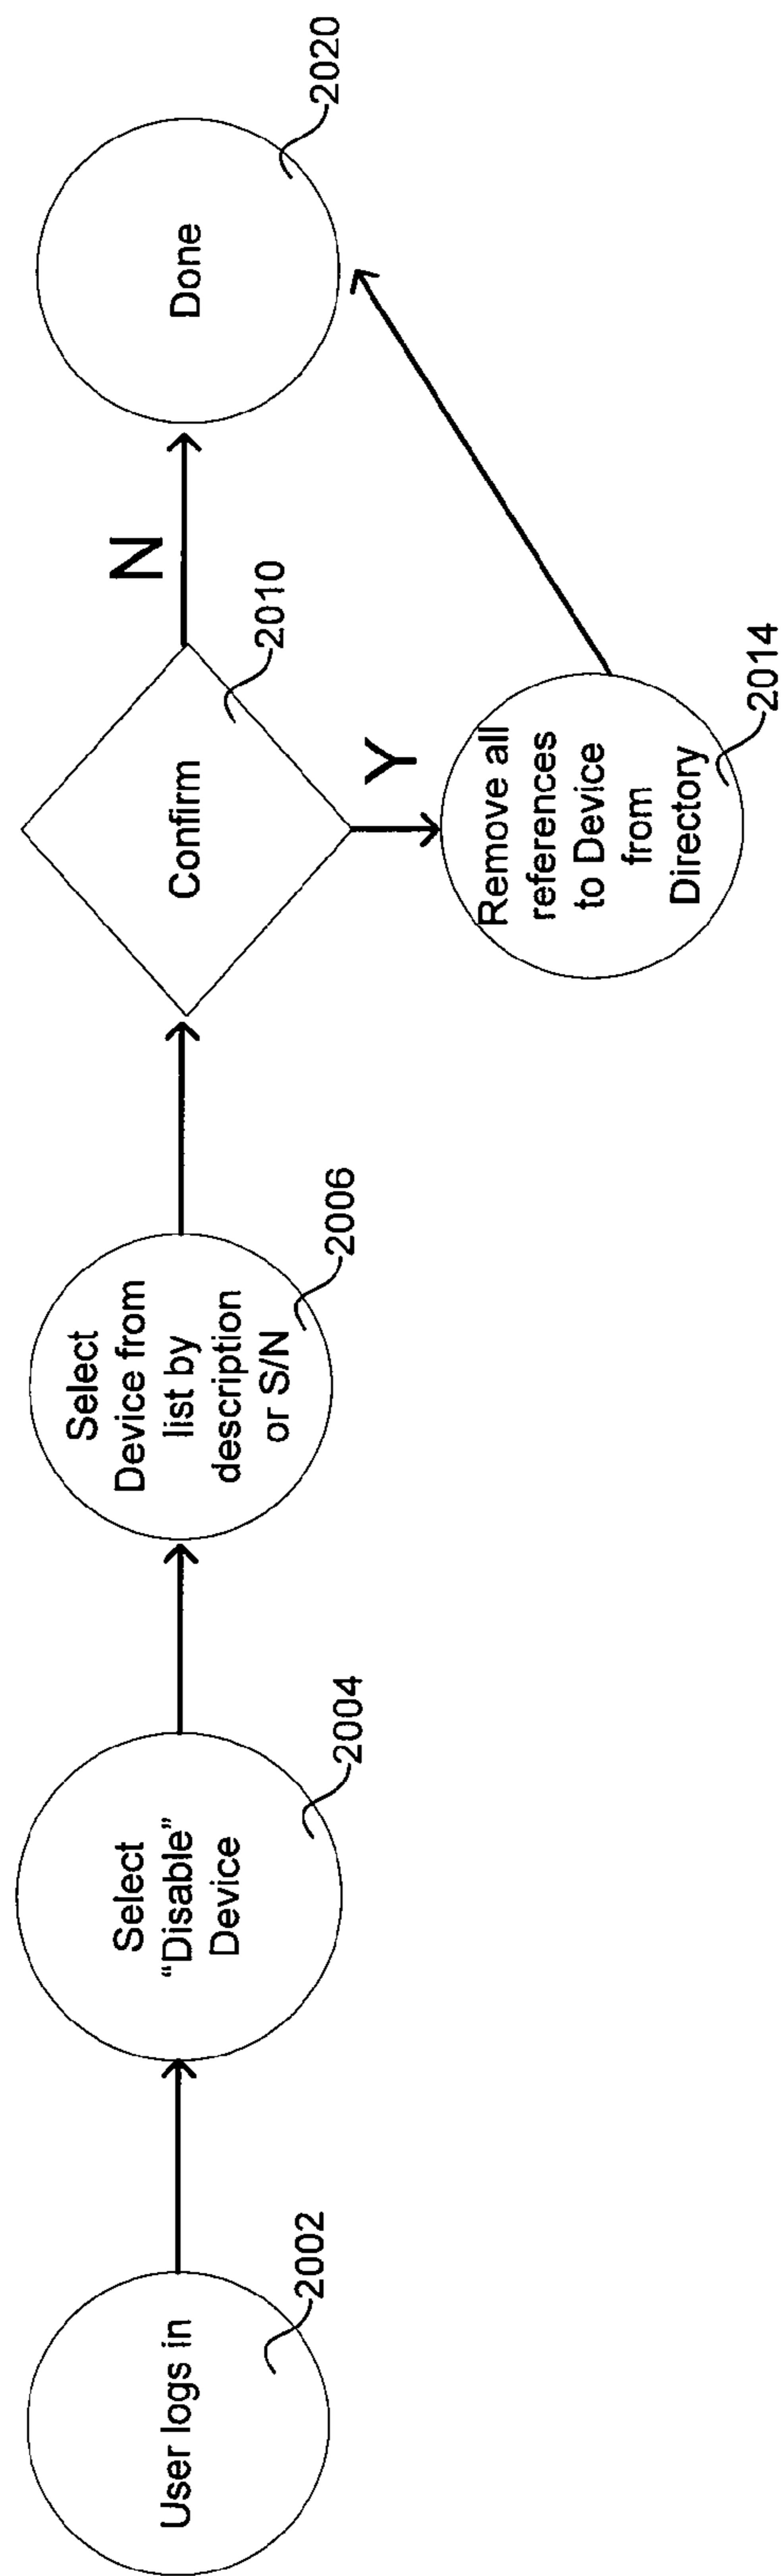 User logs in
2002
Select
“Disable”
Device
2004
Select
Device from
list by
description
or S/N
2006
Confirm
2010
N
Y
Remove all
references
to Device
from
Directory
2014
Done
2020